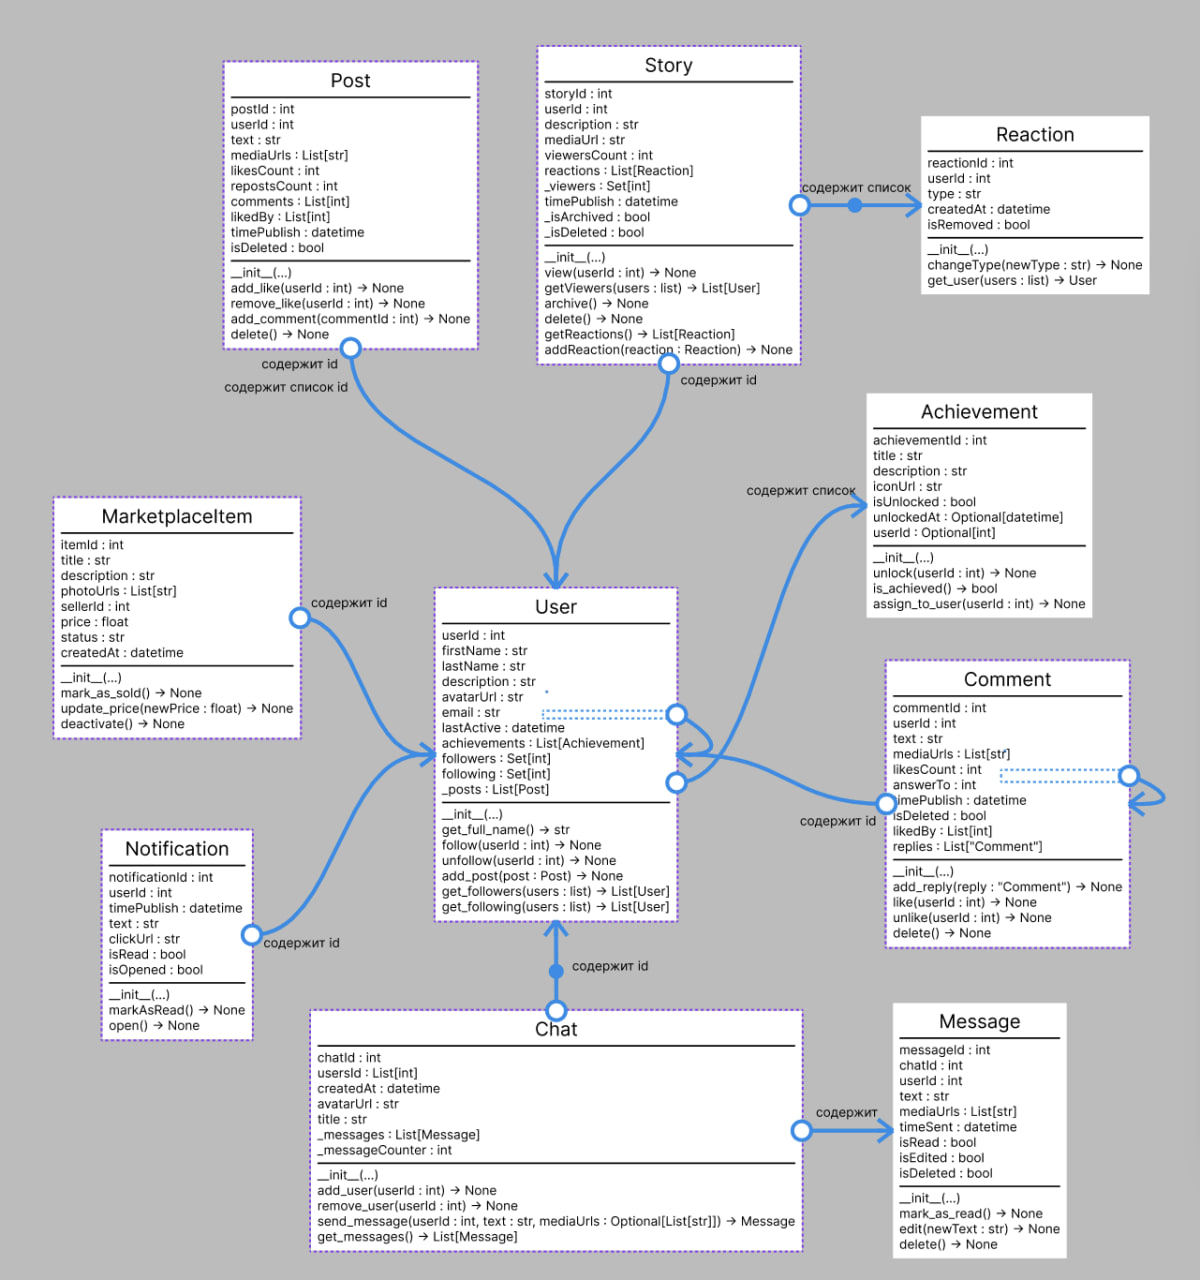 Post
postId : int
userId : int
text : str
mediaUrls : List[str]
likesCount : int
repostsCount : int
comments : List[int]
likedBy : List[int]
timePublish : datetime
isDeleted : bool
__init__(...)
add_like(userId : int) → None
remove_like(userId : int) → None
add_comment(commentId : int) → None
delete() → None
содержит id
содержит список id
Story
storyId : int
userId : int
description : str
mediaUrl : str
viewersCount : int
reactions : List[Reaction]
_viewers : Set[int]
timePublish : datetime
_isArchived : bool
_isDeleted : bool
__init__(...)
view(userId : int) → None
getViewers(users : list) → List[User]
archive() → None
delete() → None
getReactions() → List[Reaction]
addReaction(reaction : Reaction) → None
содержит id
содержит список
Reaction
reactionId : int
userId : int
type : str
createdAt : datetime
isRemoved : bool
__init__(...)
changeType(newType : str) → None
get_user(users : list) → User
содержит список
Achievement
achievementId : int
title : str
description : str
iconUrl : str
isUnlocked : bool
unlockedAt : Optional[datetime]
userId : Optional[int]
__init__(...)
unlock(userId : int) → None
is_achieved() → bool
assign_to_user(userId : int) → None
MarketplaceItem
itemId : int
title : str
description : str
photoUrls : List[str]
sellerId : int
price : float
status : str
createdAt : datetime
__init__(...)
mark_as_sold() → None
update_price(newPrice : float) → None
deactivate() → None
содержит id
User
userId : int
firstName : str
lastName : str
description : str
avatarUrl : str
email : str
lastActive : datetime
achievements : List[Achievement]
followers : Set[int]
following : Set[int]
_posts : List[Post]
__init__(...)
get_full_name() → str
follow(userId : int) → None
unfollow(userId : int) → None
add_post(post : Post) → None
get_followers(users : list) → List[User]
get_following(users : list) → List[User]
Comment
commentId : int
userId : int
text : str
mediaUrls : List[str]
likesCount : int
answerTo : int
timePublish : datetime
isDeleted : bool
likedBy : List[int]
replies : List["Comment"]
__init__(...)
add_reply(reply : "Comment") → None
like(userId : int) → None
unlike(userId : int) → None
delete() → None
содержит id
Notification
notificationId : int
userId : int
timePublish : datetime
text : str
clickUrl : str
isRead : bool
isOpened : bool
__init__(...)
markAsRead() → None
open() → None
содержит id
содержит id
Chat
chatId : int
usersId : List[int]
createdAt : datetime
avatarUrl : str
title : str
_messages : List[Message]
_messageCounter : int
__init__(...)
add_user(userId : int) → None
remove_user(userId : int) → None
send_message(userId : int, text : str, mediaUrls : Optional[List[str]]) → Message
get_messages() → List[Message]
содержит
Message
messageId : int
chatId : int
userId : int
text : str
mediaUrls : List[str]
timeSent : datetime
isRead : bool
isEdited : bool
isDeleted : bool
__init__(...)
mark_as_read() → None
edit(newText : str) → None
delete() → None